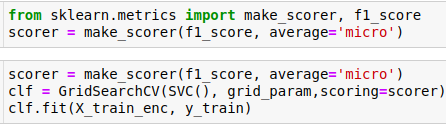 from sklearn.metrics import make_scorer, f1_score
scorer = make_scorer(f1_score, average='micro')
scorer = make_scorer(f1_score, average='micro')
clf = GridSearchCV(SVC(), grid_param,scoring=scorer)
clf.fit(X_train_enc, y_train)